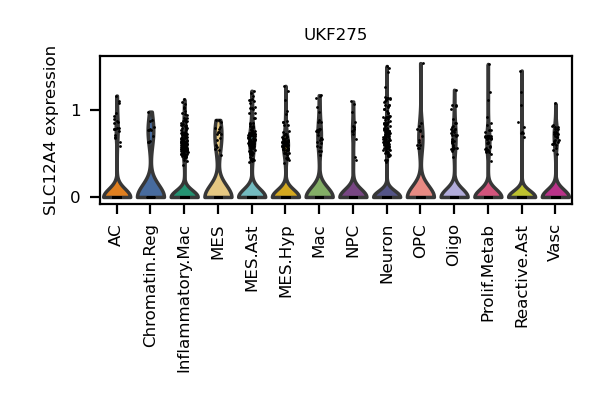 UKF275
SLC12A4 expression
1
0
AC
Chromatin.Reg
Inflammatory.Mac
MES
MES.Ast
MES.Hyp
Mac
NPC
Neuron
OPC
Oligo
Prolif.Metab
Reactive.Ast
Vasc